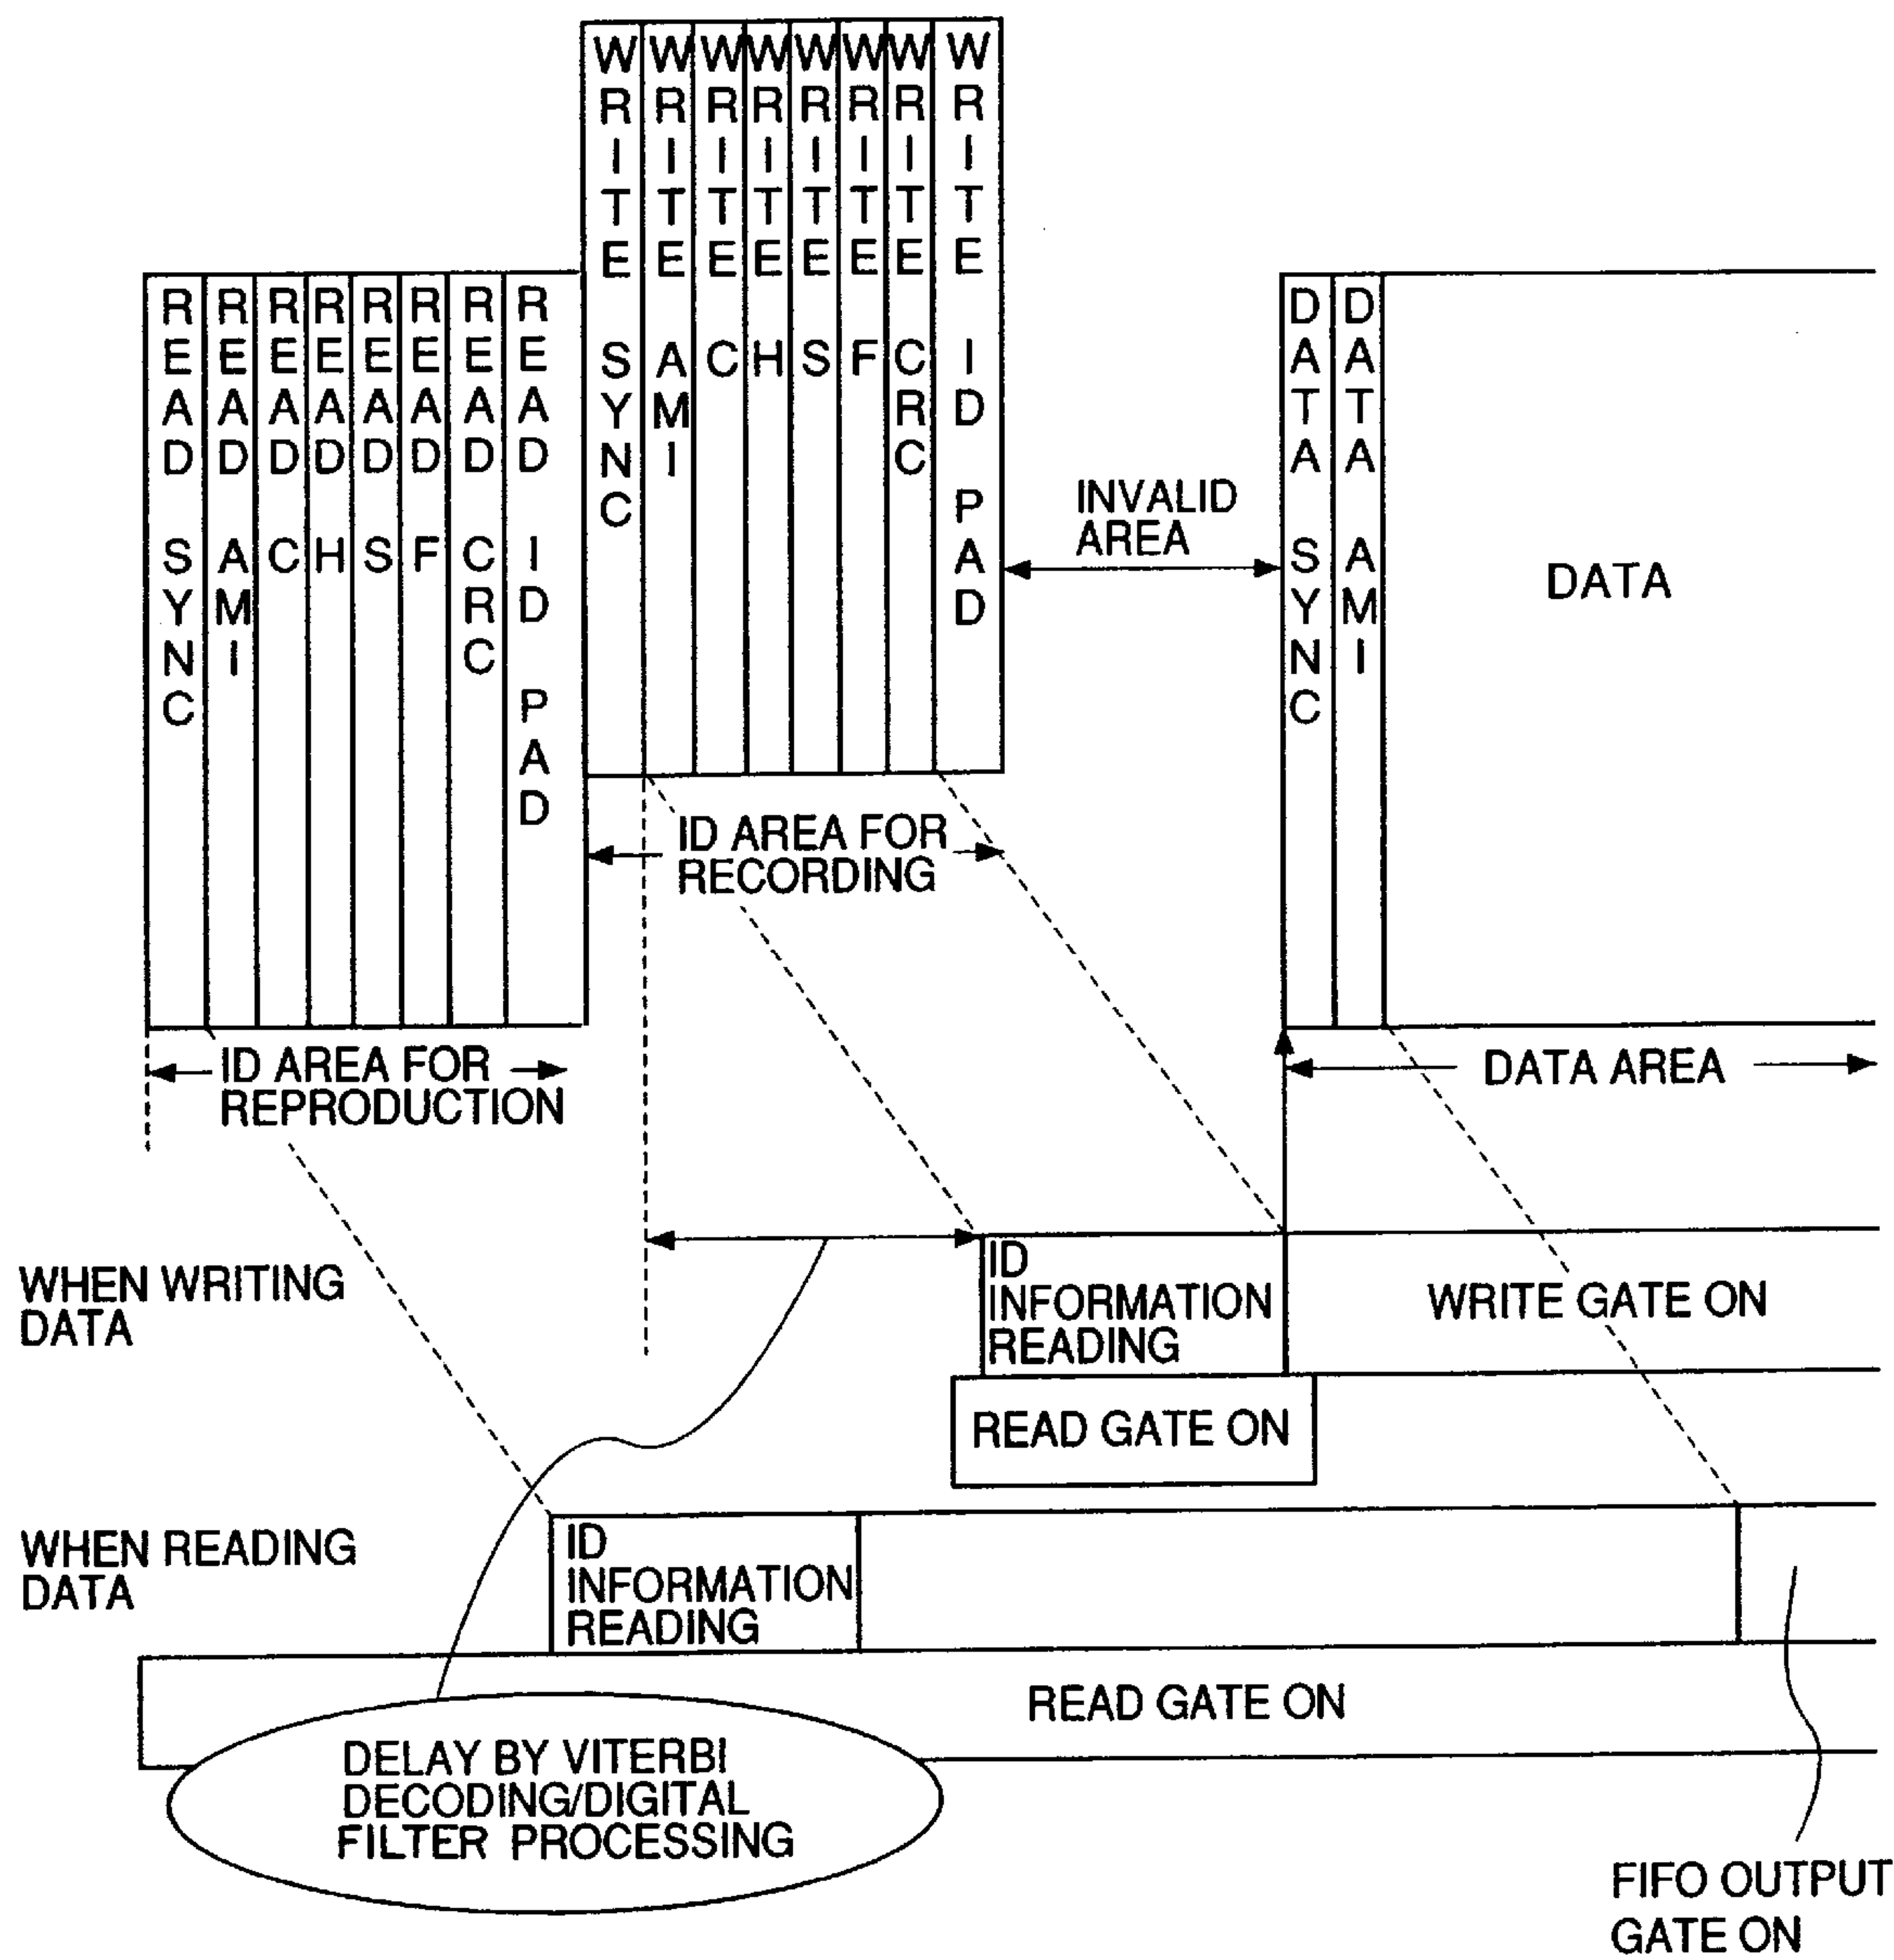 WRITE SYNC
WRITE AMI
WRITE C
WRITE H
WRITE S
WRITE F
WRITE CRC
WRITE ID PAD
READ SYNC
READ AMI
READ C
READ H
READ S
READ F
READ CRC
READ ID PAD
DATA SYNC
DATA AMI
DATA
INVALID
AREA
ID AREA FOR
RECORDING
ID AREA FOR
REPRODUCTION
DATA AREA
WHEN WRITING
DATA
ID
INFORMATION
READING
WRITE GATE ON
READ GATE ON
WHEN READING
DATA
ID
INFORMATION
READING
READ GATE ON
DELAY BY VITERBI
DECODING/DIGITAL
FILTER PROCESSING
FIFO OUTPUT
GATE ON